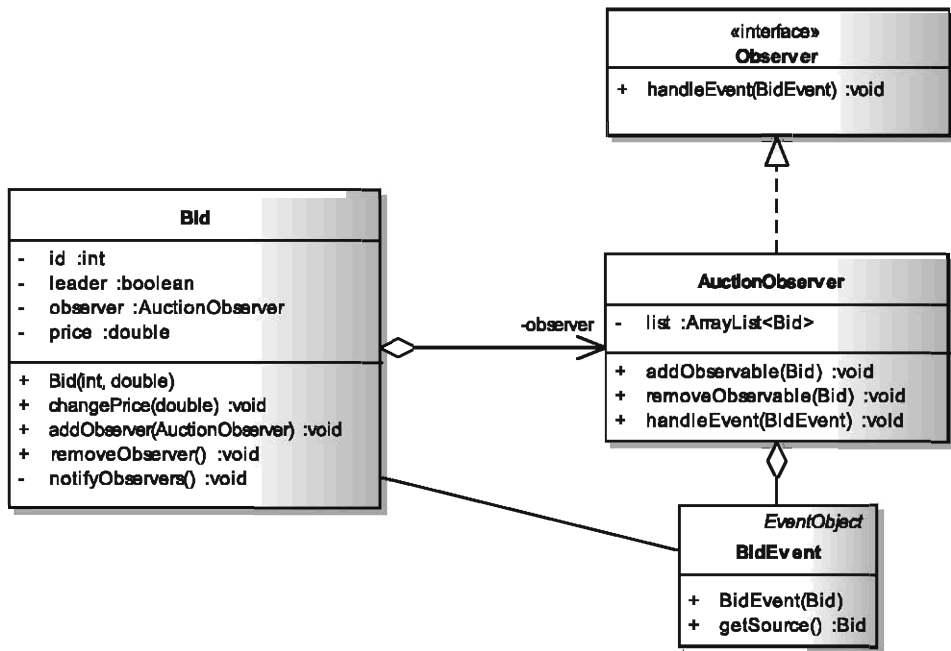 «interface»
Observer
+ handleEvent(BidEvent) :void
Bid
- id :int
- leader :boolean
- observer :AuctionObserver
- price :double
+ Bid(int, double)
+ changePrice(double) :void
+ addObserver(AuctionObserver) :void
+ removeObserver() :void
- notifyObservers() :void
-observer
AuctionObserver
- list :ArrayList<Bid>
+ addObservable(Bid) :void
+ removeObservable(Bid) :void
+ handleEvent(BidEvent) :void
EventObject
BidEvent
+ BidEvent(Bid)
+ getSource() :Bid